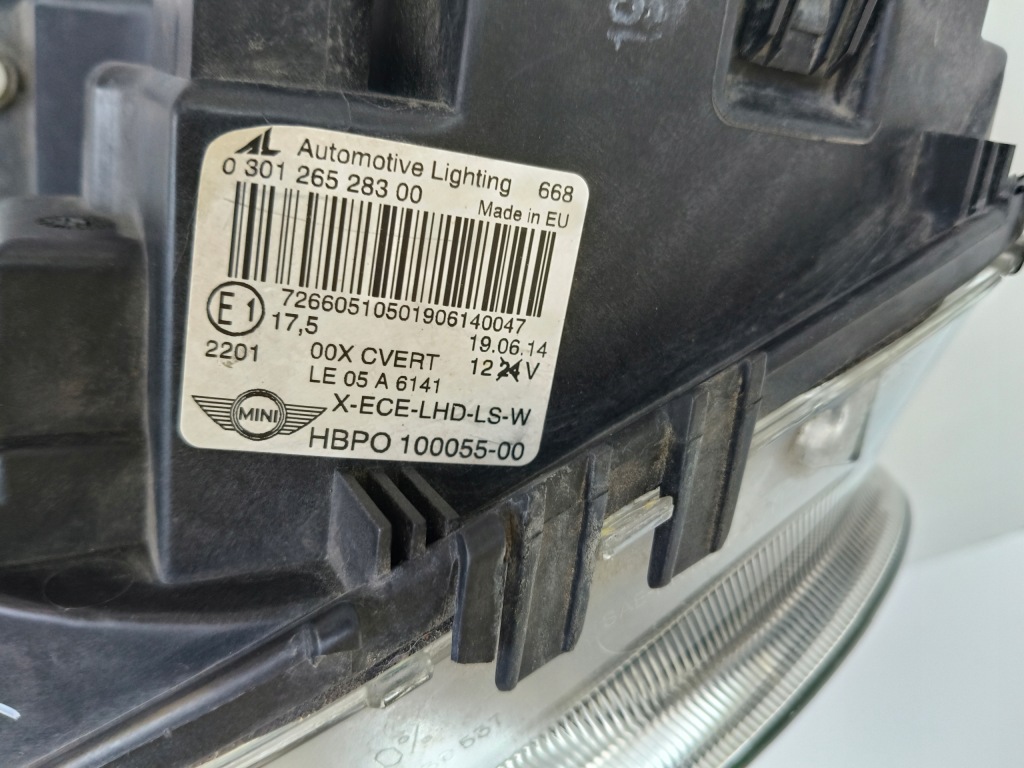 AL Automotive Lighting 668
0 301 265 283 00
Made in EU
72660510501906140047
E1 17,5 19.06.14
2201 00X CVERT 12 24 V
LE 05 A 6141
MINI X-ECE-LHD-LS-W
HBPO 100055-00